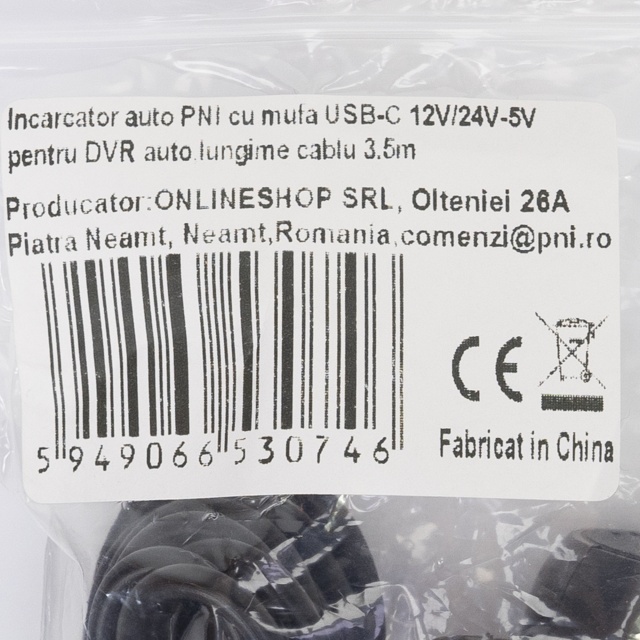 Incarcator auto PNI cu mufa USB-C 12V/24V-5V
pentru DVR auto.lungime cablu 3.5m
Producator:ONLINESHOP SRL, Olteniei 26A
Piatra Neamt, Neamt,Romania,comenzi@pni.ro
CE
5 949066 530746
Fabricat in China